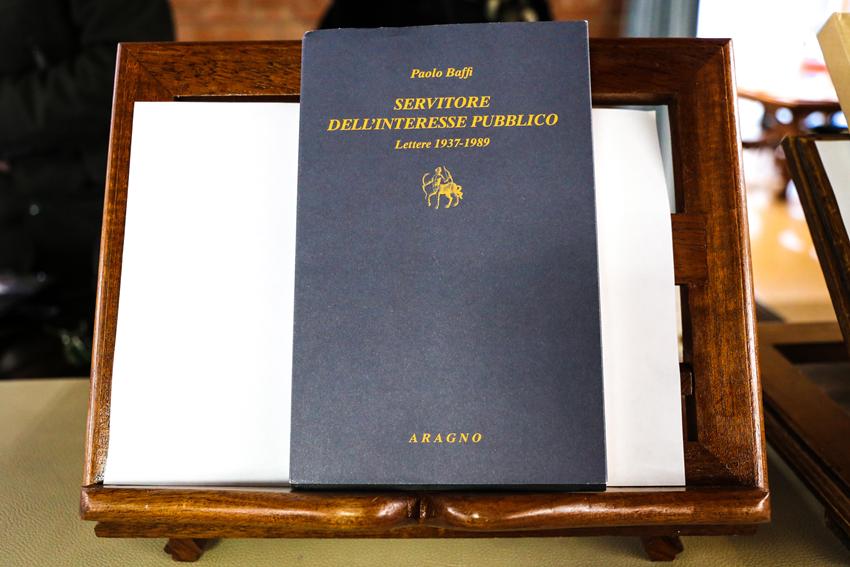 Paolo Baffi
SERVITORE
DELL'INTERESSE PUBBLICO
Lettere 1937-1989
ARAGNO